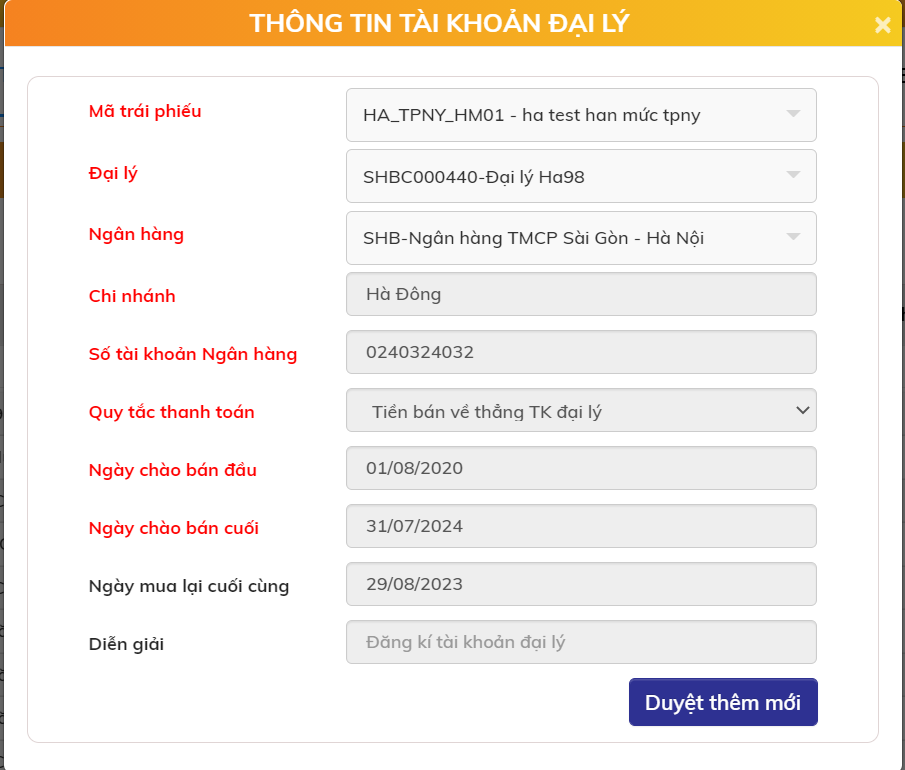 THÔNG TIN TÀI KHOẢN ĐẠI LÝ
Mã trái phiếu
HA_TPNY_HM01 - ha test han mức tpny
Đại lý
SHBC000440-Đại lý Ha98
Ngân hàng
SHB-Ngân hàng TMCP Sài Gòn - Hà Nội
Chi nhánh
Hà Đông
Số tài khoản Ngân hàng
0240324032
Quy tắc thanh toán
Tiền bán về thẳng TK đại lý
Ngày chào bán đầu
01/08/2020
Ngày chào bán cuối
31/07/2024
Ngày mua lại cuối cùng
29/08/2023
Diễn giải
Đăng kí tài khoản đại lý
Duyệt thêm mới